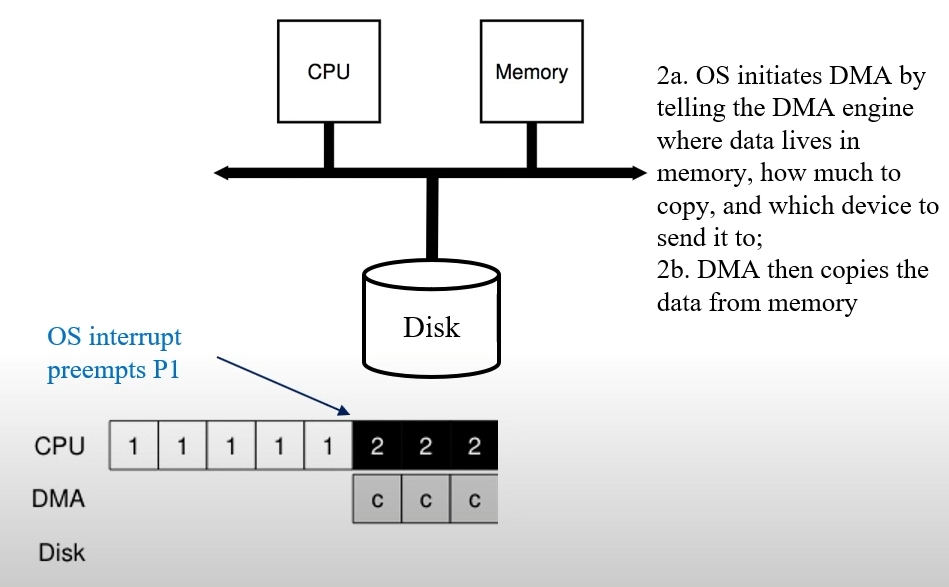 CPU
Memory
2a. OS initiates DMA by
telling the DMA engine
where data lives in
memory, how much to
copy, and which device to
send it to;
2b. DMA then copies the
data from memory
Disk
OS interrupt
preempts P1
CPU 1 1 1 1 1 2 2 2
DMA c c c
Disk